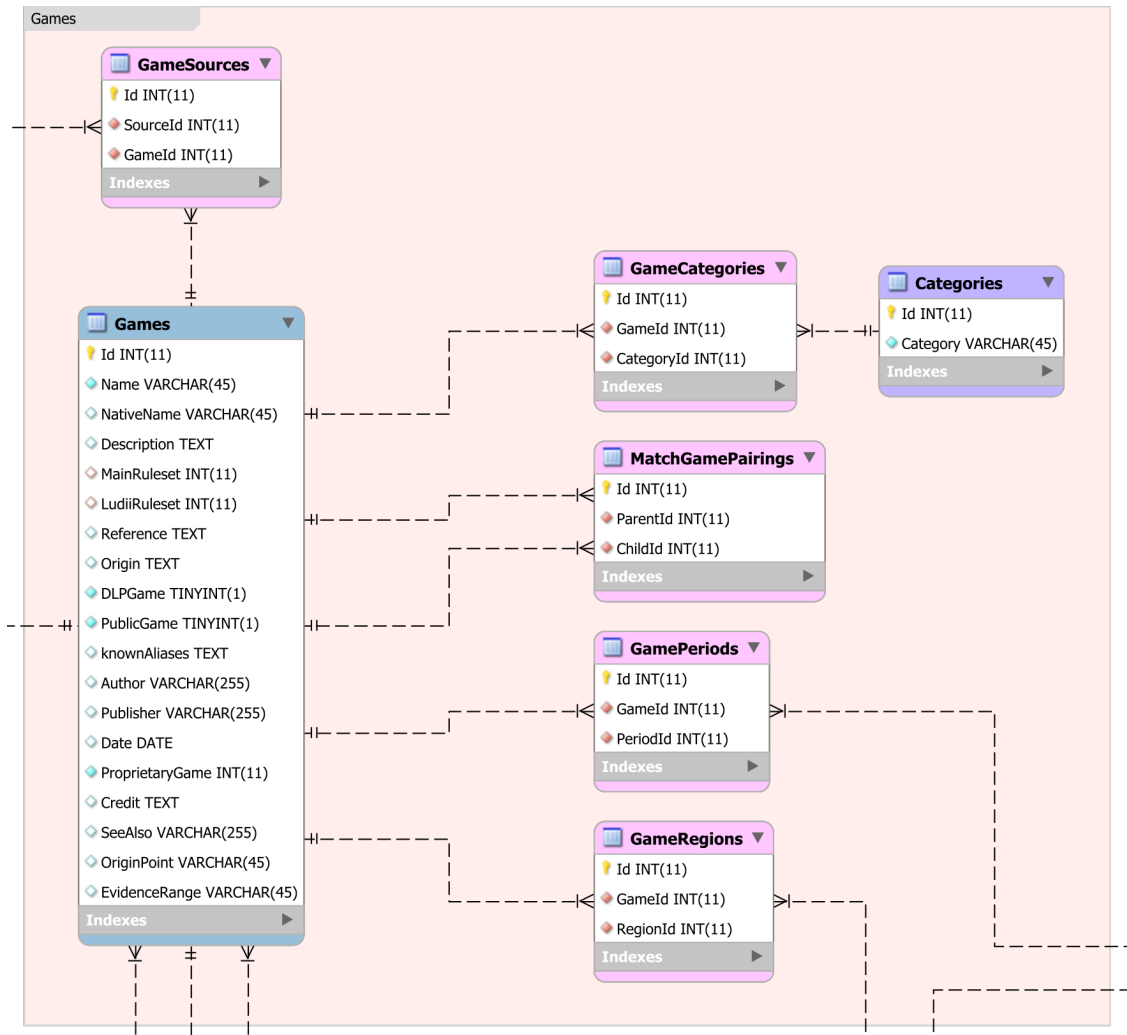 Games
GameSources
Id INT(11)
SourceId INT(11)
GameId INT(11)
Indexes
Games
Id INT(11)
Name VARCHAR(45)
NativeName VARCHAR(45)
Description TEXT
MainRuleset INT(11)
LudiiRuleset INT(11)
Reference TEXT
Origin TEXT
DLPGame TINYINT(1)
PublicGame TINYINT(1)
knownAliases TEXT
Author VARCHAR(255)
Publisher VARCHAR(255)
Date DATE
ProprietaryGame INT(11)
Credit TEXT
SeeAlso VARCHAR(255)
OriginPoint VARCHAR(45)
EvidenceRange VARCHAR(45)
Indexes
GameCategories
Id INT(11)
GameId INT(11)
CategoryId INT(11)
Indexes
Categories
Id INT(11)
Category VARCHAR(45)
Indexes
MatchGamePairings
Id INT(11)
ParentId INT(11)
ChildId INT(11)
Indexes
GamePeriods
Id INT(11)
GameId INT(11)
PeriodId INT(11)
Indexes
GameRegions
Id INT(11)
GameId INT(11)
RegionId INT(11)
Indexes